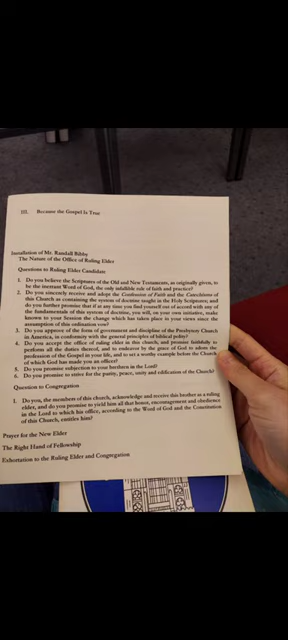 III. Because the Gospel Is True
Installation of Mr. Randall Bibby
The Nature of the Office of Ruling Elder
Questions to Ruling Elder Candidate
1. Do you believe the Scriptures of the Old and New Testaments, as originally given, to
be the inerrant Word of God, the only infallible rule of faith and practice?
2. Do you sincerely receive and adopt the Confession of Faith and the Catechisms of
this Church as containing the system of doctrine taught in the Holy Scriptures; and
do you further promise that if at any time you find yourself out of accord with any of
the fundamentals of this system of doctrine, you will, on your own initiative, make
known to your Session the change which has taken place in your views since the
assumption of this ordination vow?
3. Do you approve of the form of government and discipline of the Presbytery Church
in America, in conformity with the general principles of biblical polity?
4. Do you accept the office of ruling elder in this church, and promise faithfully to
perform all the duties thereof, and to endeavor by the grace of God to adorn the
profession of the Gospel in your life, and to set a worthy example before the Church
of which God has made you an officer?
5. Do you promise subjection to your brethren in the Lord?
6. Do you promise to strive for the purity, peace, unity and edification of the Church?
Question to Congregation
1. Do you, the members of this church, acknowledge and receive this brother as a ruling
elder, and do you promise to yield him all that honor, encouragement and obedience
in the Lord to which his office, according to the Word of God and the Constitution
of this Church, entitles him?
Prayer for the New Elder
The Right Hand of Fellowship
Exhortation to the Ruling Elder and Congregation